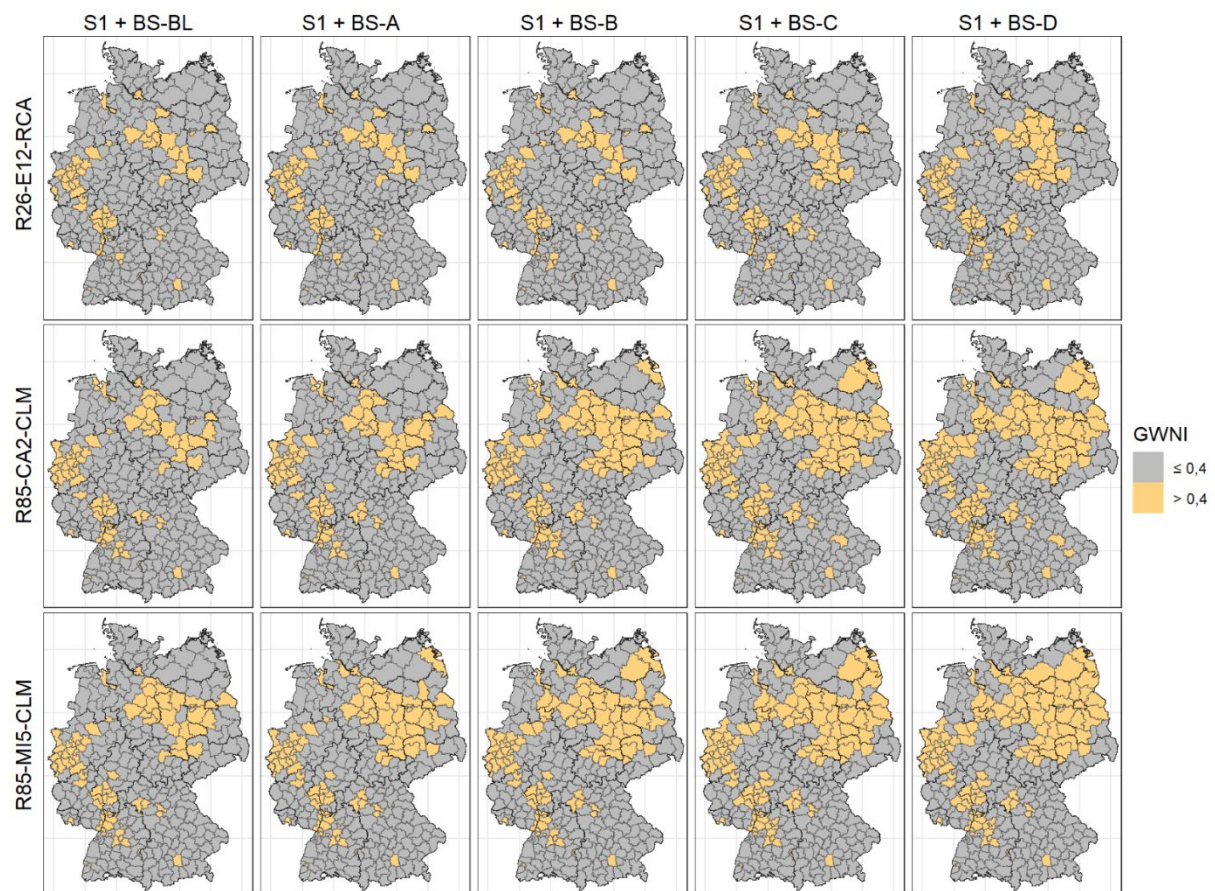 S1 + BS-BL S1 + BS-A S1 + BS-B S1 + BS-C S1 + BS-D
R26-E12-RCA
R85-CA2-CLM
GWNI
≤ 0,4
> 0,4
R85-MI5-CLM